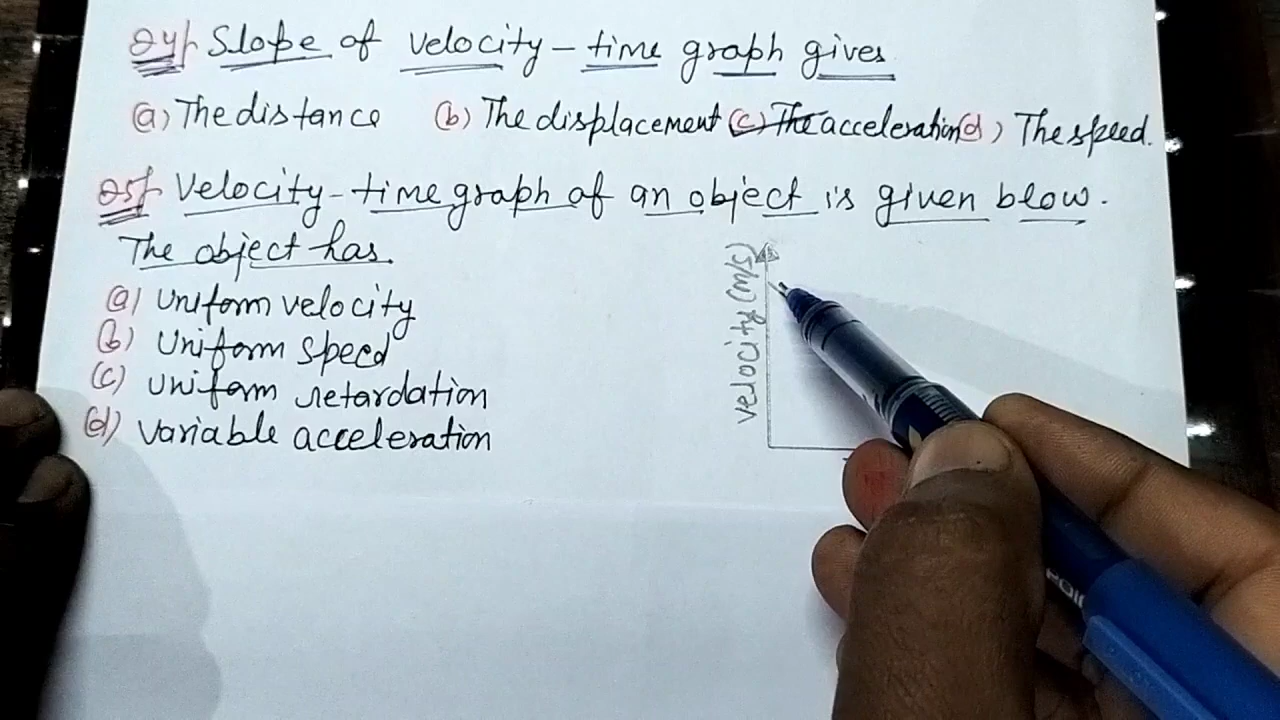 Q4) Slope of velocity - time graph gives
(a) The distance (b) The displacement (c) The acceleration (d) The speed.
Q5) Velocity - time graph of an object is given blow.
The object has.
(a) uniform velocity
(b) uniform speed
(c) uniform retardation
(d) variable acceleration
velocity (m/s)